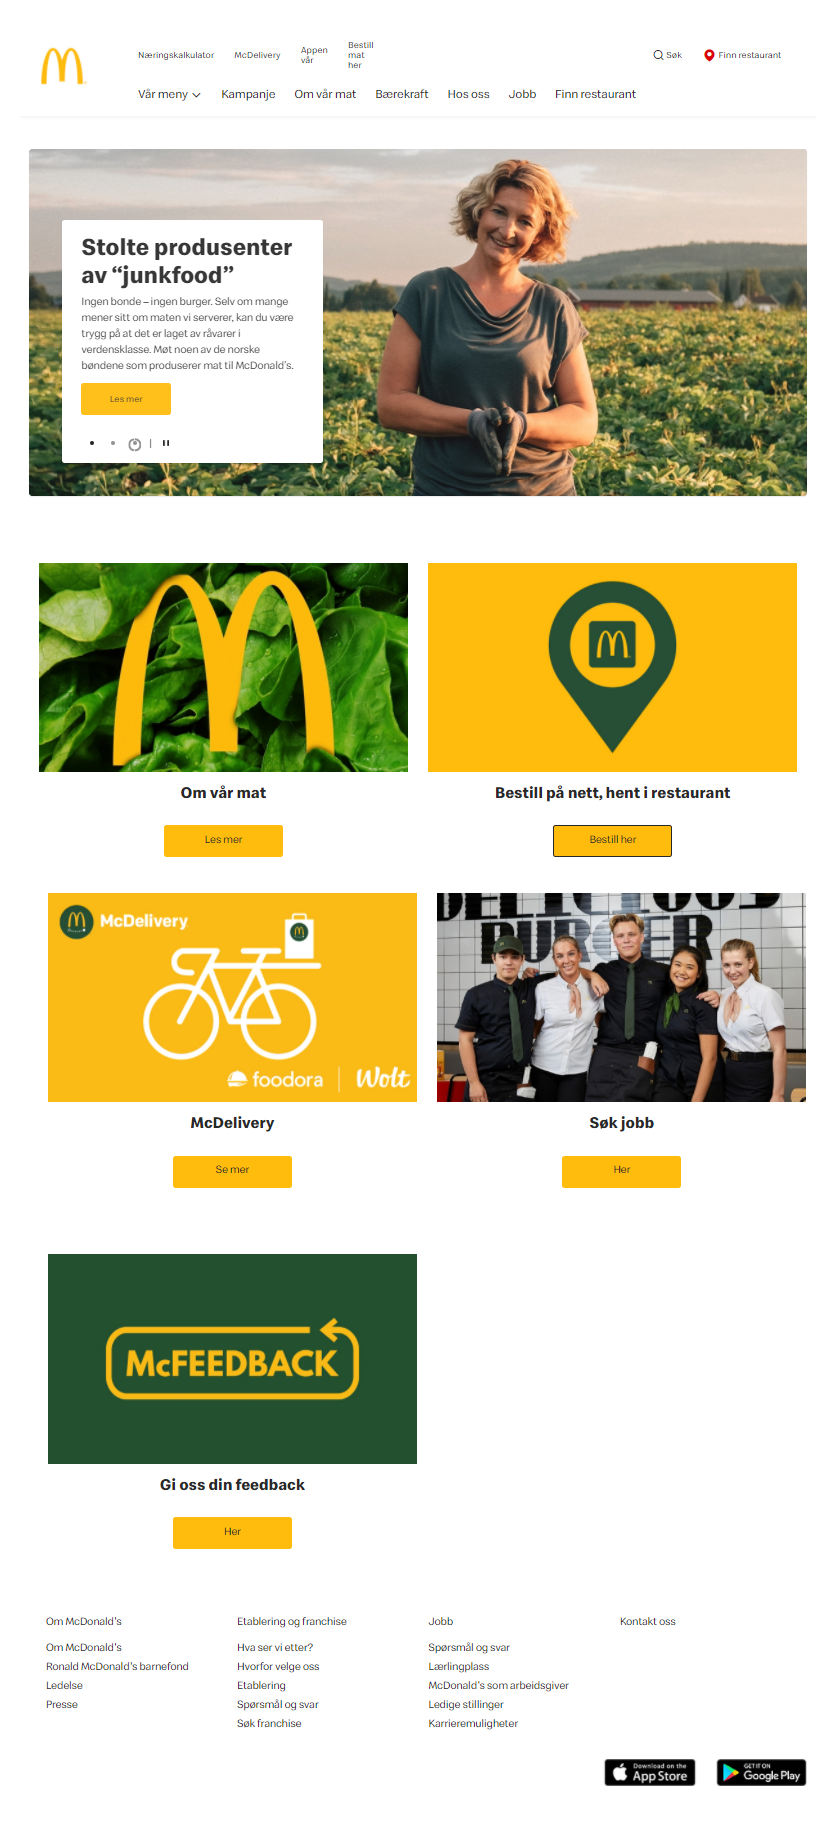 Næringskalkulator
McDelivery
Appen
vår
Bestill
mat
her
Søk
Finn restaurant
Vår meny
Kampanje
Om vår mat
Bærekraft
Hos oss
Jobb
Finn restaurant
Stolte produsenter
av “junkfood”
Ingen bonde – ingen burger. Selv om mange
mener sitt om maten vi serverer, kan du være
trygg på at det er laget av råvarer i
verdensklasse. Møt noen av de norske
bøndene som produserer mat til McDonald’s.
Les mer
Om vår mat
Les mer
Bestill på nett, hent i restaurant
Bestill her
McDelivery
foodora
Wolt
McDelivery
Se mer
BURGER
Søk jobb
Her
McFEEDBACK
Gi oss din feedback
Her
Om McDonald's
Om McDonald's
Ronald McDonald's barnefond
Ledelse
Presse
Etablering og franchise
Hva ser vi etter?
Hvorfor velge oss
Etablering
Spørsmål og svar
Søk franchise
Jobb
Spørsmål og svar
Lærlingplass
McDonald's som arbeidsgiver
Ledige stillinger
Karrieremuligheter
Kontakt oss
Download on the
App Store
GET IT ON
Google Play